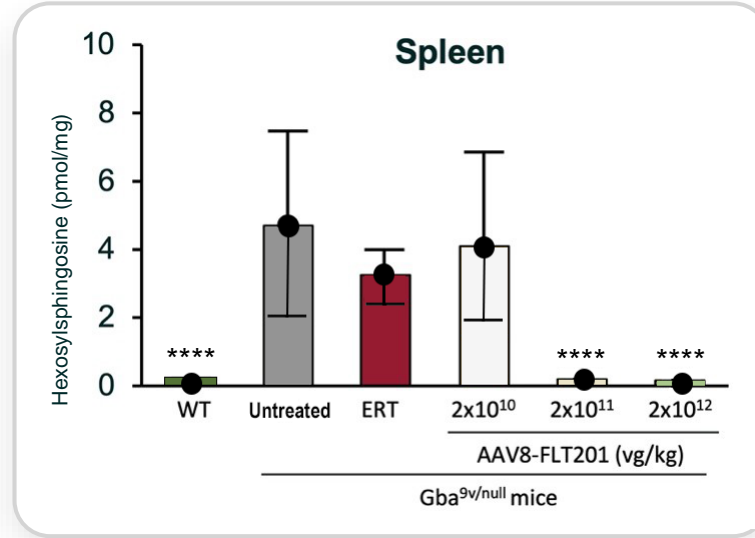 Spleen
Hexosylsphingosine (pmol/mg)
10
8
6
4
2
0
**** **** ****
WT Untreated ERT 2x10¹⁰ 2x10¹¹ 2x10¹²
AAV8-FLT201 (vg/kg)
Gba⁹ᵛ/ⁿᵘˡˡ mice